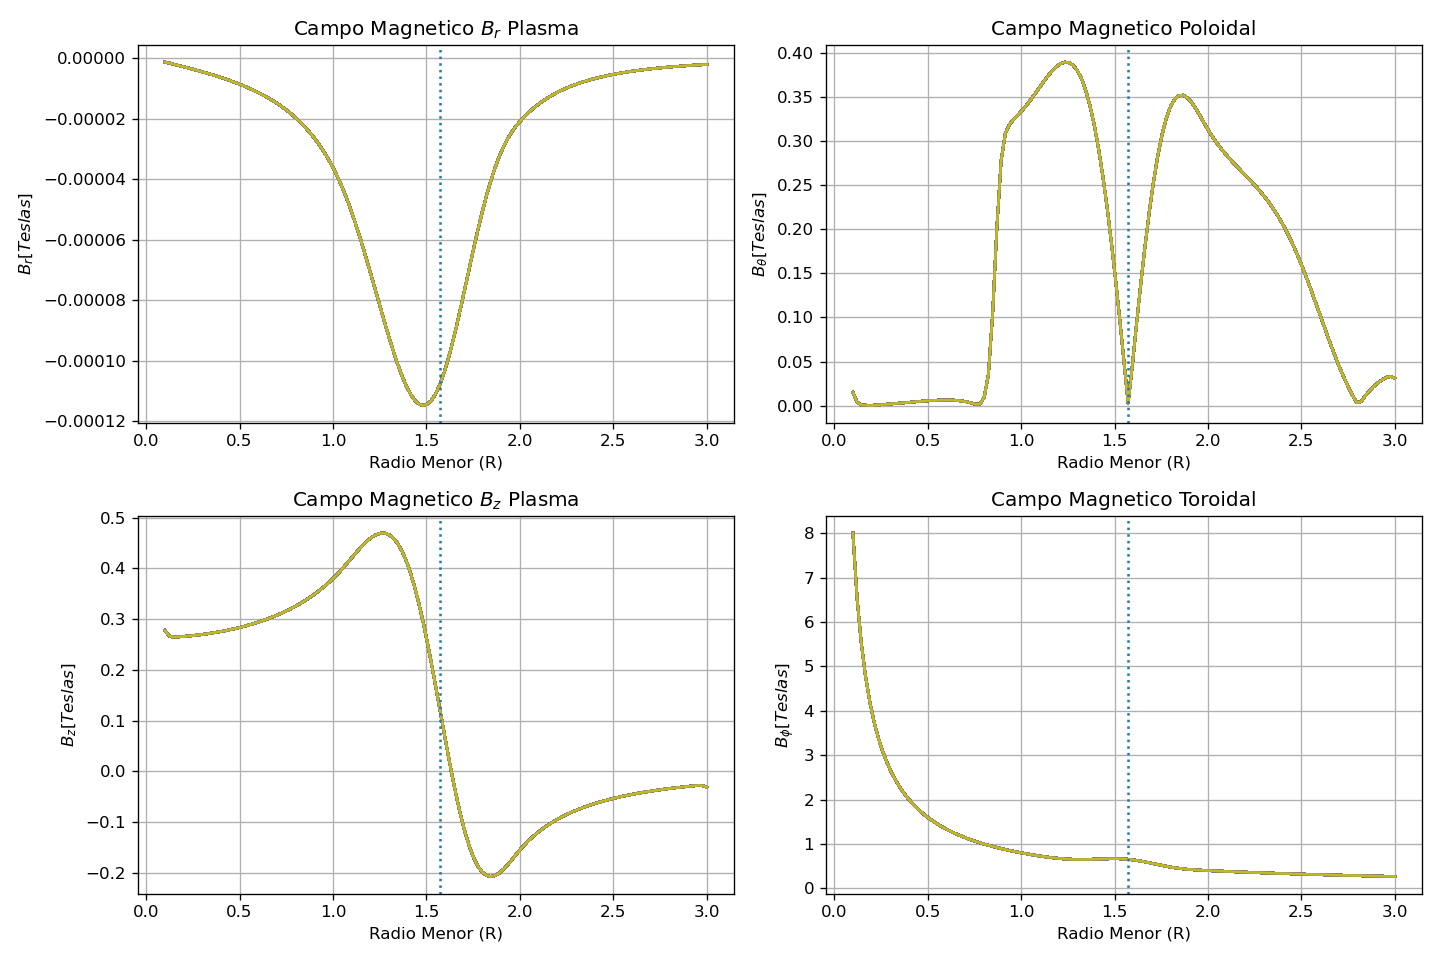 Campo Magnetico $B_r$ Plasma
0.00000
−0.00002
−0.00004
−0.00006
−0.00008
−0.00010
−0.00012
$B_r[Teslas]$
0.0 0.5 1.0 1.5 2.0 2.5 3.0
Radio Menor (R)
Campo Magnetico Poloidal
0.40
0.35
0.30
0.25
0.20
0.15
0.10
0.05
0.00
$B_θ[Teslas]$
0.0 0.5 1.0 1.5 2.0 2.5 3.0
Radio Menor (R)
Campo Magnetico $B_z$ Plasma
0.5
0.4
0.3
0.2
0.1
0.0
−0.1
−0.2
$B_z[Teslas]$
0.0 0.5 1.0 1.5 2.0 2.5 3.0
Radio Menor (R)
Campo Magnetico Toroidal
8
7
6
5
4
3
2
1
0
$B_ϕ[Teslas]$
0.0 0.5 1.0 1.5 2.0 2.5 3.0
Radio Menor (R)